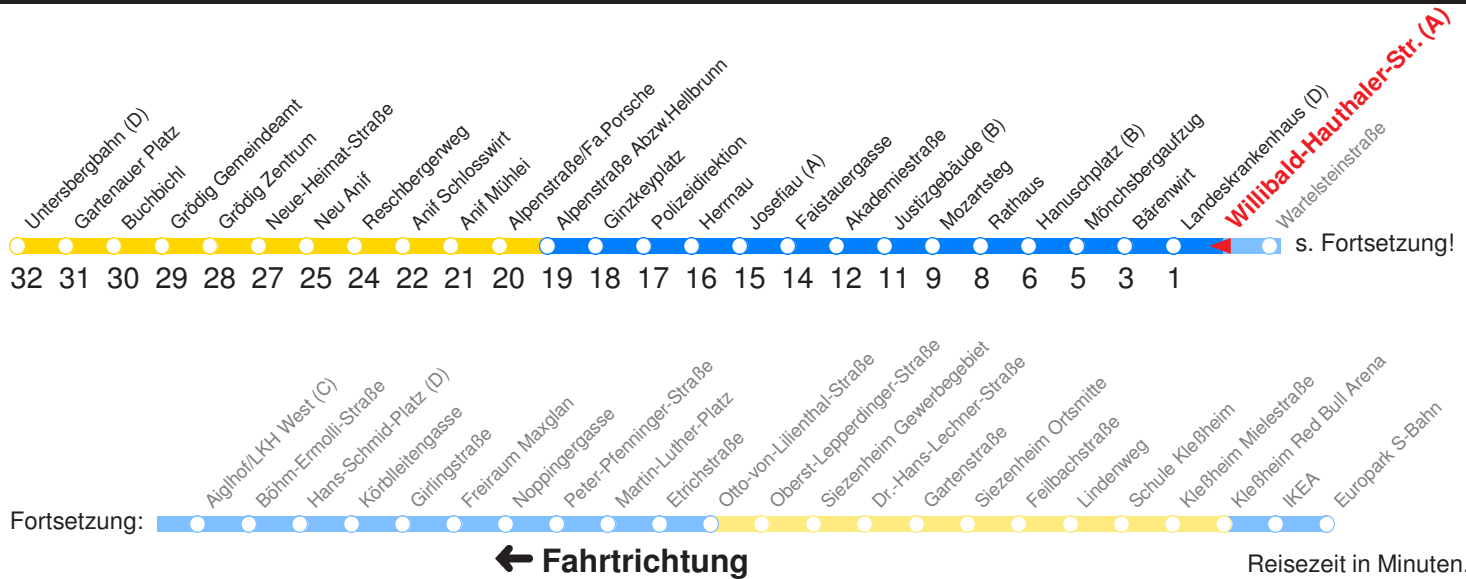 Untersbergbahn (D)
Gartenauer Platz
Buchbichl
Grödig Gemeindeamt
Grödig Zentrum
Neue-Heimat-Straße
Neu Anif
Reschbergerweg
Anif Schlosswirt
Anif Mühlei
Alpenstraße/Fa.Porsche
Alpenstraße Abzw.Hellbrunn
Ginzkeyplatz
Polizeidirektion
Herrnau
Josefiau (A)
Faistauergasse
Akademiestraße
Justizgebäude (B)
Mozartsteg
Rathaus
Hanuschplatz (B)
Mönchsbergaufzug
Bärenwirt
Landeskrankenhaus (D)
Willibald-Hauthaler-Str. (A)
Wartelsteinstraße
s. Fortsetzung!
32 31 30 29 28 27 25 24 22 21 20 19 18 17 16 15 14 12 11 9 8 6 5 3 1
Aiglhof/LKH West (C)
Böhm-Ermolli-Straße
Hans-Schmid-Platz (D)
Körblleitengasse
Girlingstraße
Freiraum Maxglan
Noppingergasse
Peter-Pfenninger-Straße
Martin-Luther-Platz
Etrichstraße
Otto-von-Lilienthal-Straße
Oberst-Lepperdinger-Straße
Siezenheim Gewerbegebiet
Dr.-Hans-Lechner-Straße
Gartenstraße
Siezenheim Ortsmitte
Feilbachstraße
Lindenweg
Schule Kleßheim
Kleßheim Mielestraße
Kleßheim Red Bull Arena
IKEA
Europark S-Bahn
Fortsetzung:
Fahrtrichtung
Reisezeit in Minuten.